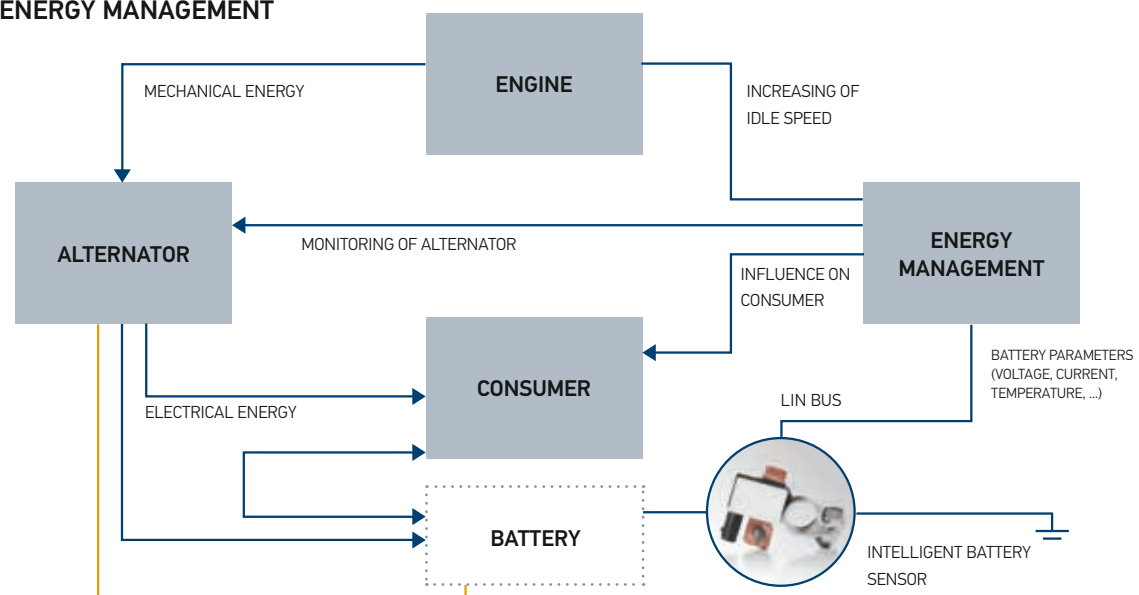 ENERGY MANAGEMENT
ENGINE
MECHANICAL ENERGY
INCREASING OF
IDLE SPEED
ALTERNATOR
MONITORING OF ALTERNATOR
ENERGY
MANAGEMENT
INFLUENCE ON
CONSUMER
CONSUMER
BATTERY PARAMETERS
(VOLTAGE, CURRENT,
TEMPERATURE, ...)
ELECTRICAL ENERGY
LIN BUS
BATTERY
INTELLIGENT BATTERY
SENSOR